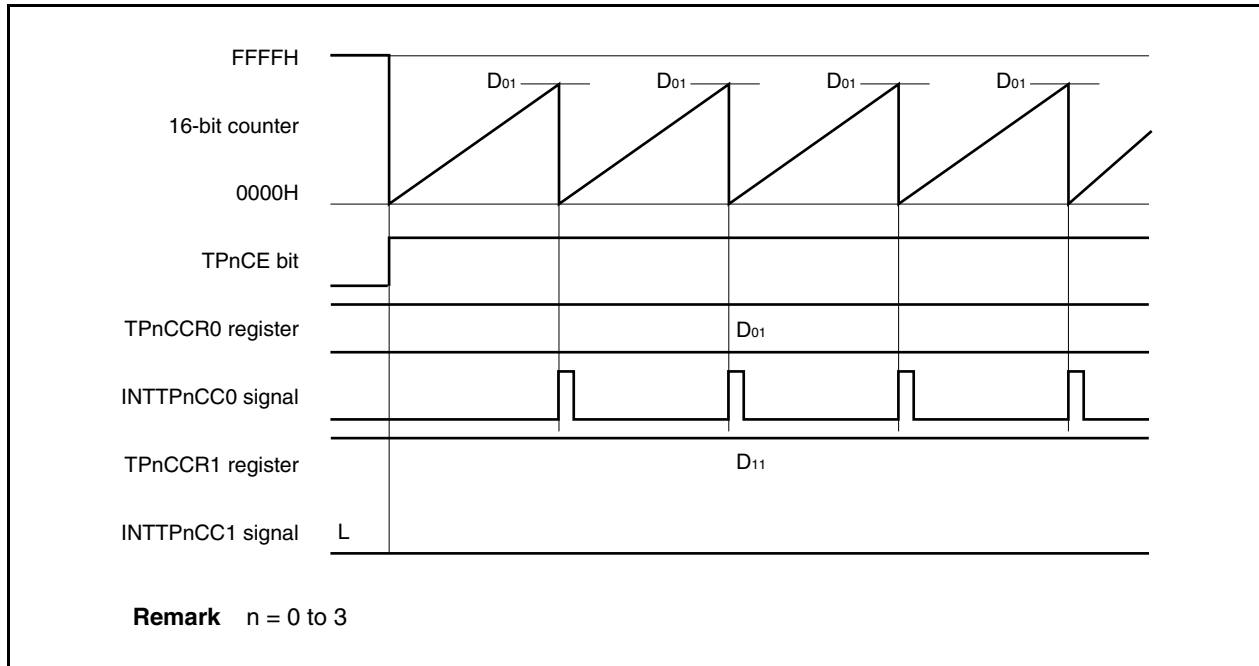 FFFFH
D01 D01 D01 D01
16-bit counter
0000H
TPnCE bit
TPnCCR0 register D01
INTTPnCC0 signal
TPnCCR1 register D11
INTTPnCC1 signal L
Remark n = 0 to 3